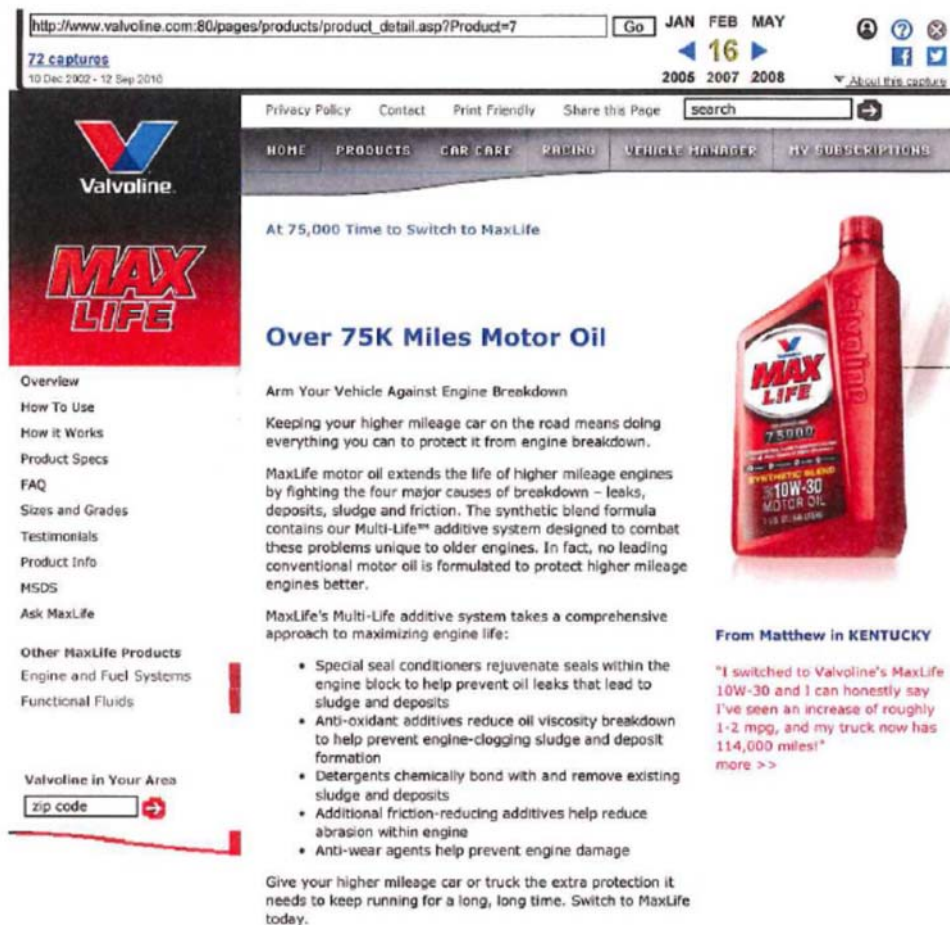 http://www.valvoline.com:80/pages/products/product_detail.asp?Product=7
Go
JAN FEB MAY
72 captures
16
10 Dec 2002 - 12 Sep 2010
2005 2007 2008
About this capture
Privacy Policy Contact Print Friendly Share this Page search
HOME PRODUCTS CAR CARE RACING VEHICLE MANAGER MY SUBSCRIPTIONS
Valvoline
MAX
LIFE
At 75,000 Time to Switch to MaxLife
Over 75K Miles Motor Oil
Overview
How To Use
How it Works
Product Specs
FAQ
Sizes and Grades
Testimonials
Product Info
MSDS
Ask MaxLife
Other MaxLife Products
Engine and Fuel Systems
Functional Fluids
Valvoline in Your Area
zip code
Arm Your Vehicle Against Engine Breakdown
Keeping your higher mileage car on the road means doing
everything you can to protect it from engine breakdown.
MaxLife motor oil extends the life of higher mileage engines
by fighting the four major causes of breakdown – leaks,
deposits, sludge and friction. The synthetic blend formula
contains our Multi-Life™ additive system designed to combat
these problems unique to older engines. In fact, no leading
conventional motor oil is formulated to protect higher mileage
engines better.
MaxLife's Multi-Life additive system takes a comprehensive
approach to maximizing engine life:
• Special seal conditioners rejuvenate seals within the
engine block to help prevent oil leaks that lead to
sludge and deposits
• Anti-oxidant additives reduce oil viscosity breakdown
to help prevent engine-clogging sludge and deposit
formation
• Detergents chemically bond with and remove existing
sludge and deposits
• Additional friction-reducing additives help reduce
abrasion within engine
• Anti-wear agents help prevent engine damage
Give your higher mileage car or truck the extra protection it
needs to keep running for a long, long time. Switch to MaxLife
today.
Valvoline
Valvoline
MAX
LIFE
75000
SYNTHETIC BLEND
10W-30
MOTOR OIL
From Matthew in KENTUCKY
"I switched to Valvoline's MaxLife
10W-30 and I can honestly say
I've seen an increase of roughly
1-2 mpg, and my truck now has
114,000 miles!"
more >>